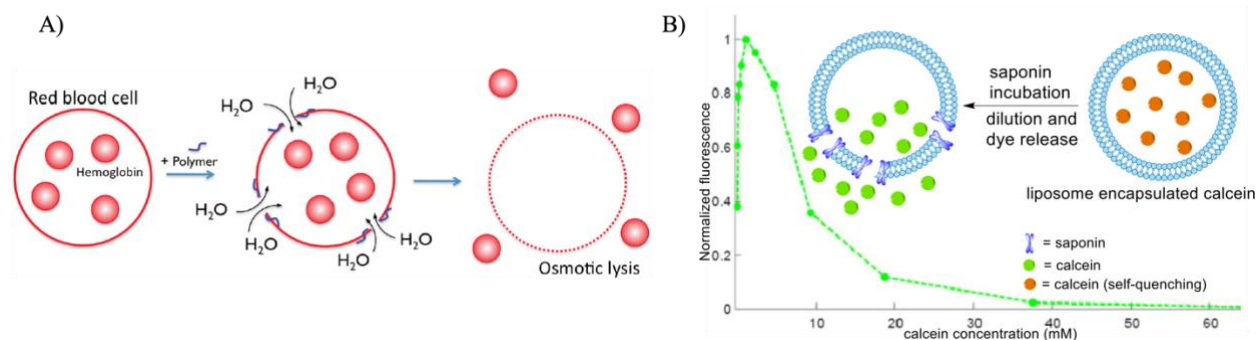 A)
Red blood cell
Hemoglobin
+ Polymer
H2O
H2O
H2O
H2O
H2O
H2O
Osmotic lysis
B)
Normalized fluorescence
1
0.8
0.6
0.4
0.2
0
10
20
30
40
50
60
calcein concentration (mM)
saponin
incubation
dilution and
dye release
liposome encapsulated calcein
= saponin
= calcein
= calcein (self-quenching)